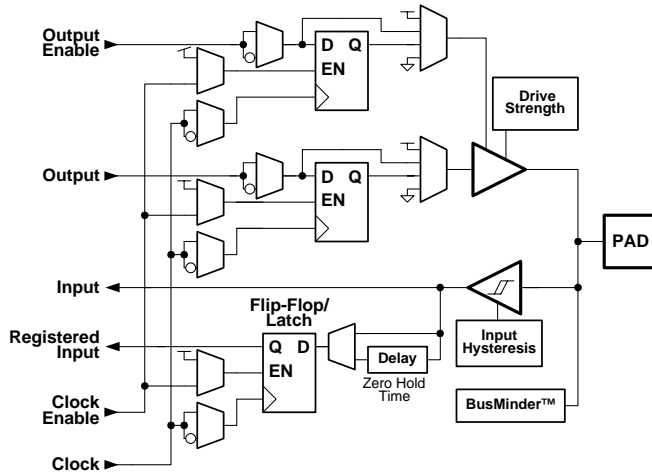 Output
Enable
D Q
EN
Drive
Strength
Output
D Q
EN
PAD
Input
Flip-Flop/
Latch
Registered
Input
Q D
EN
Delay
Zero Hold
Time
Input
Hysteresis
Clock
Enable
BusMinder™
Clock